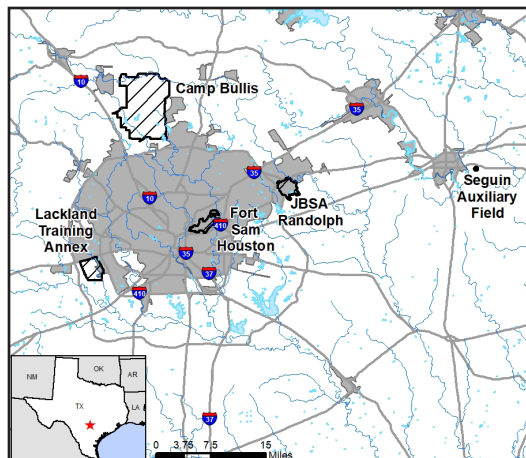 10
Camp Bullis
35
35
JBSA
Randolph
Seguin
Auxiliary
Field
10
Fort
Sam
Houston
410
Lackland
Training
Annex
35
37
410
NM
OK
AR
TX
LA
37
0 3.75 7.5 15
Miles